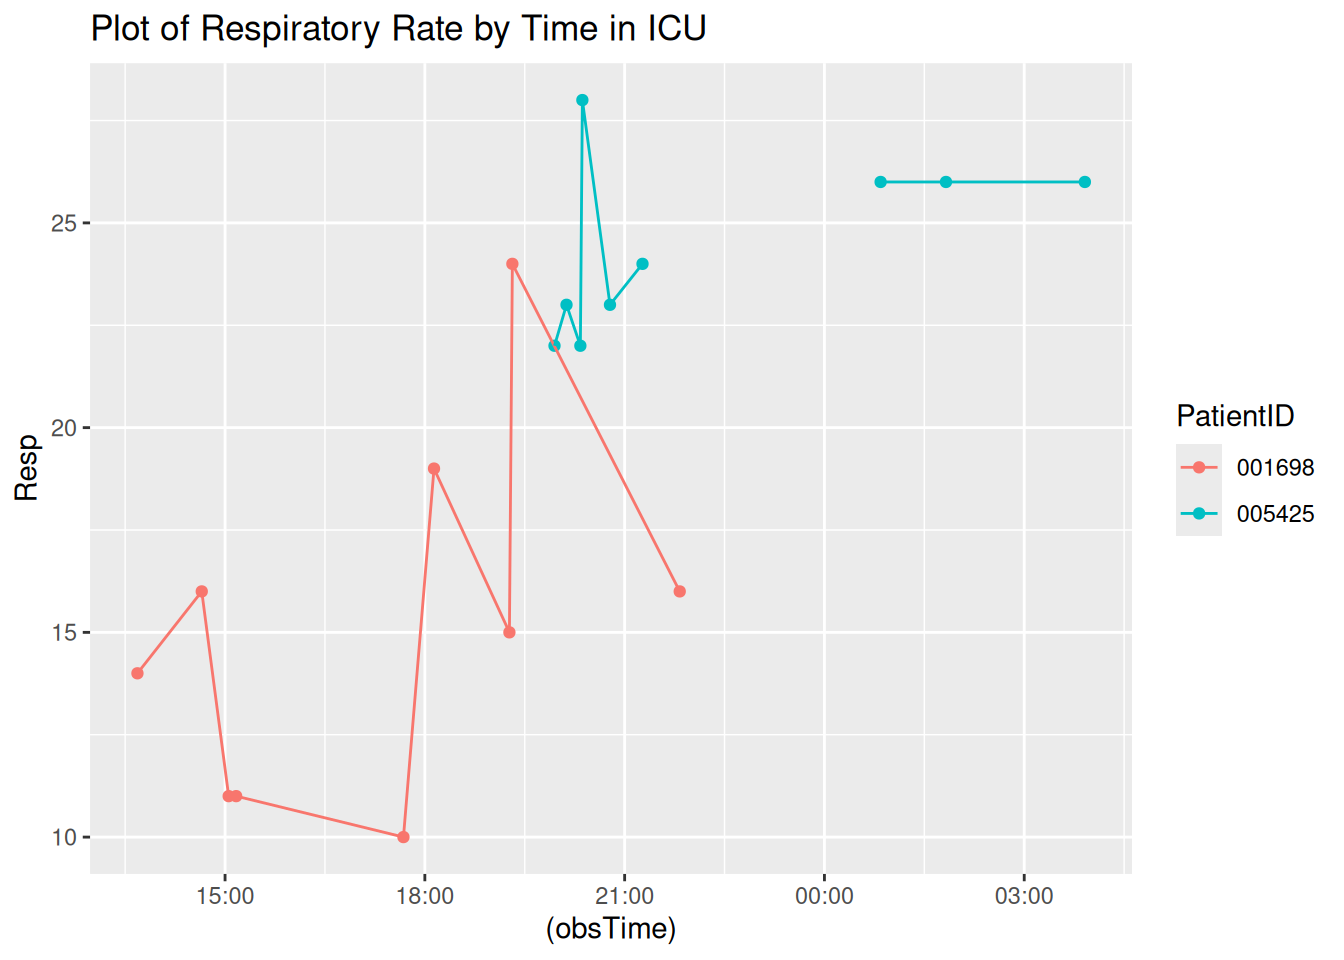 Plot of Respiratory Rate by Time in ICU
Resp
25
20
15
10
15:00 18:00 21:00 00:00 03:00
(obsTime)
PatientID
001698
005425